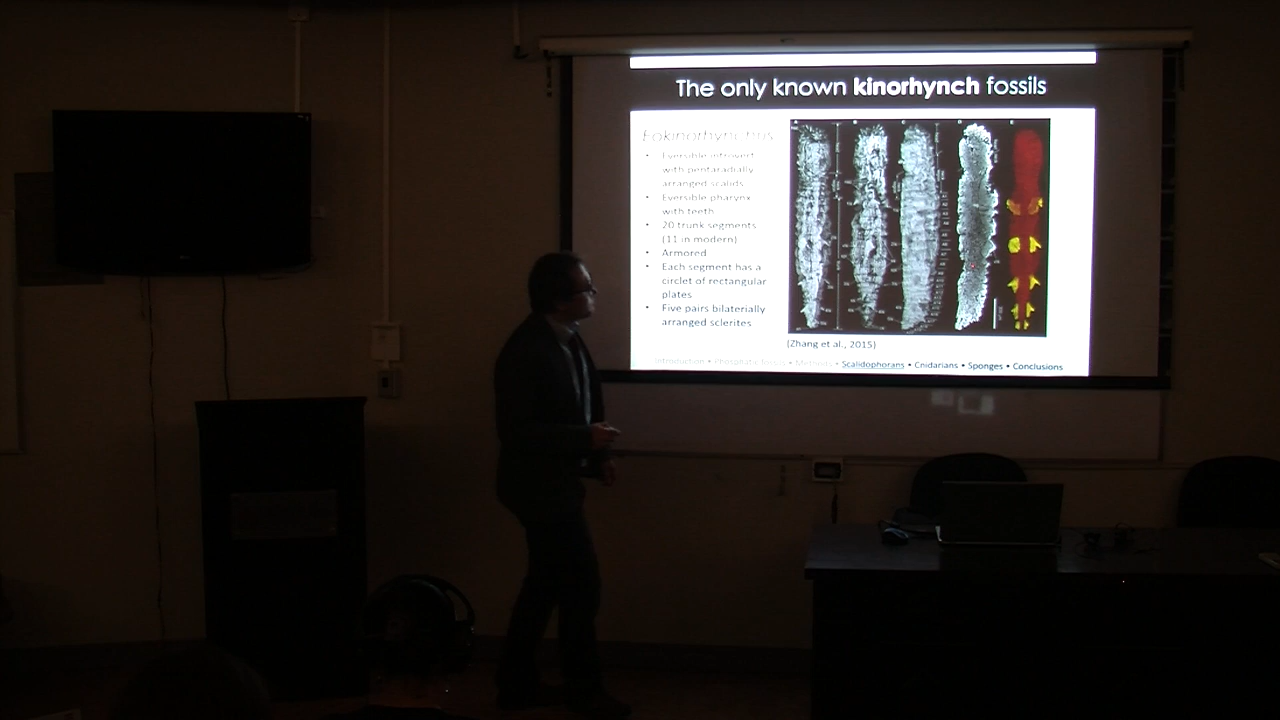 The only known kinorhynch fossils
Eokinorhynchus
• Eversible introvert
with pentaradially
arranged scalids
• Eversible pharynx
with teeth
• 20 trunk segments
(11 in modern)
• Armored
• Each segment has a
circlet of rectangular
plates
• Five pairs bilaterally
arranged sclerites
(Zhang et al., 2015)
Introduction • Phosphatic fossils • Methods • Scalidophorans • Cnidarians • Sponges • Conclusions